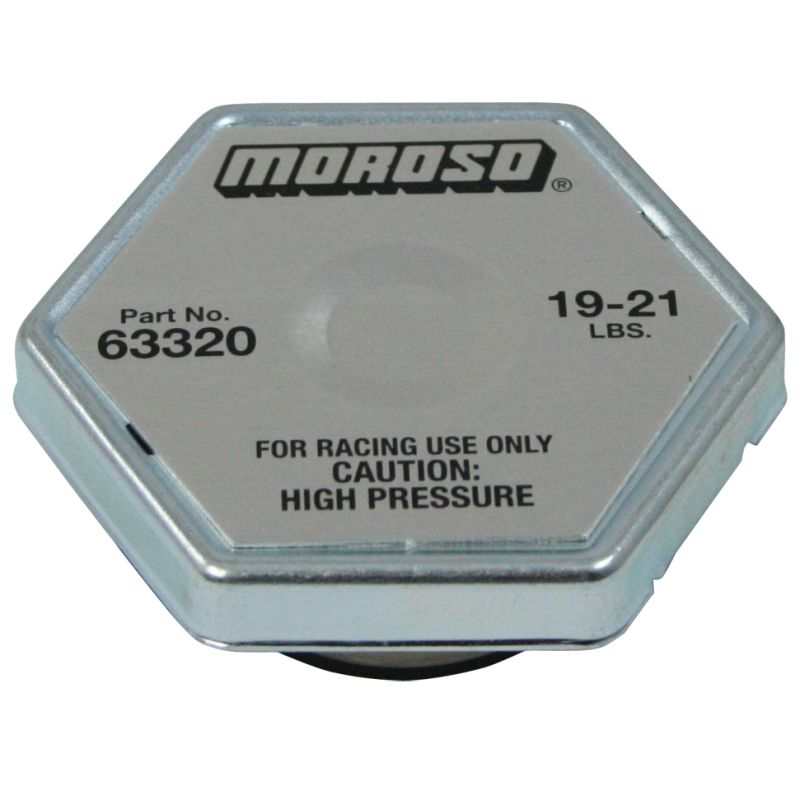 MOROSO®
Part No.
63320
19-21
LBS.
FOR RACING USE ONLY
CAUTION:
HIGH PRESSURE